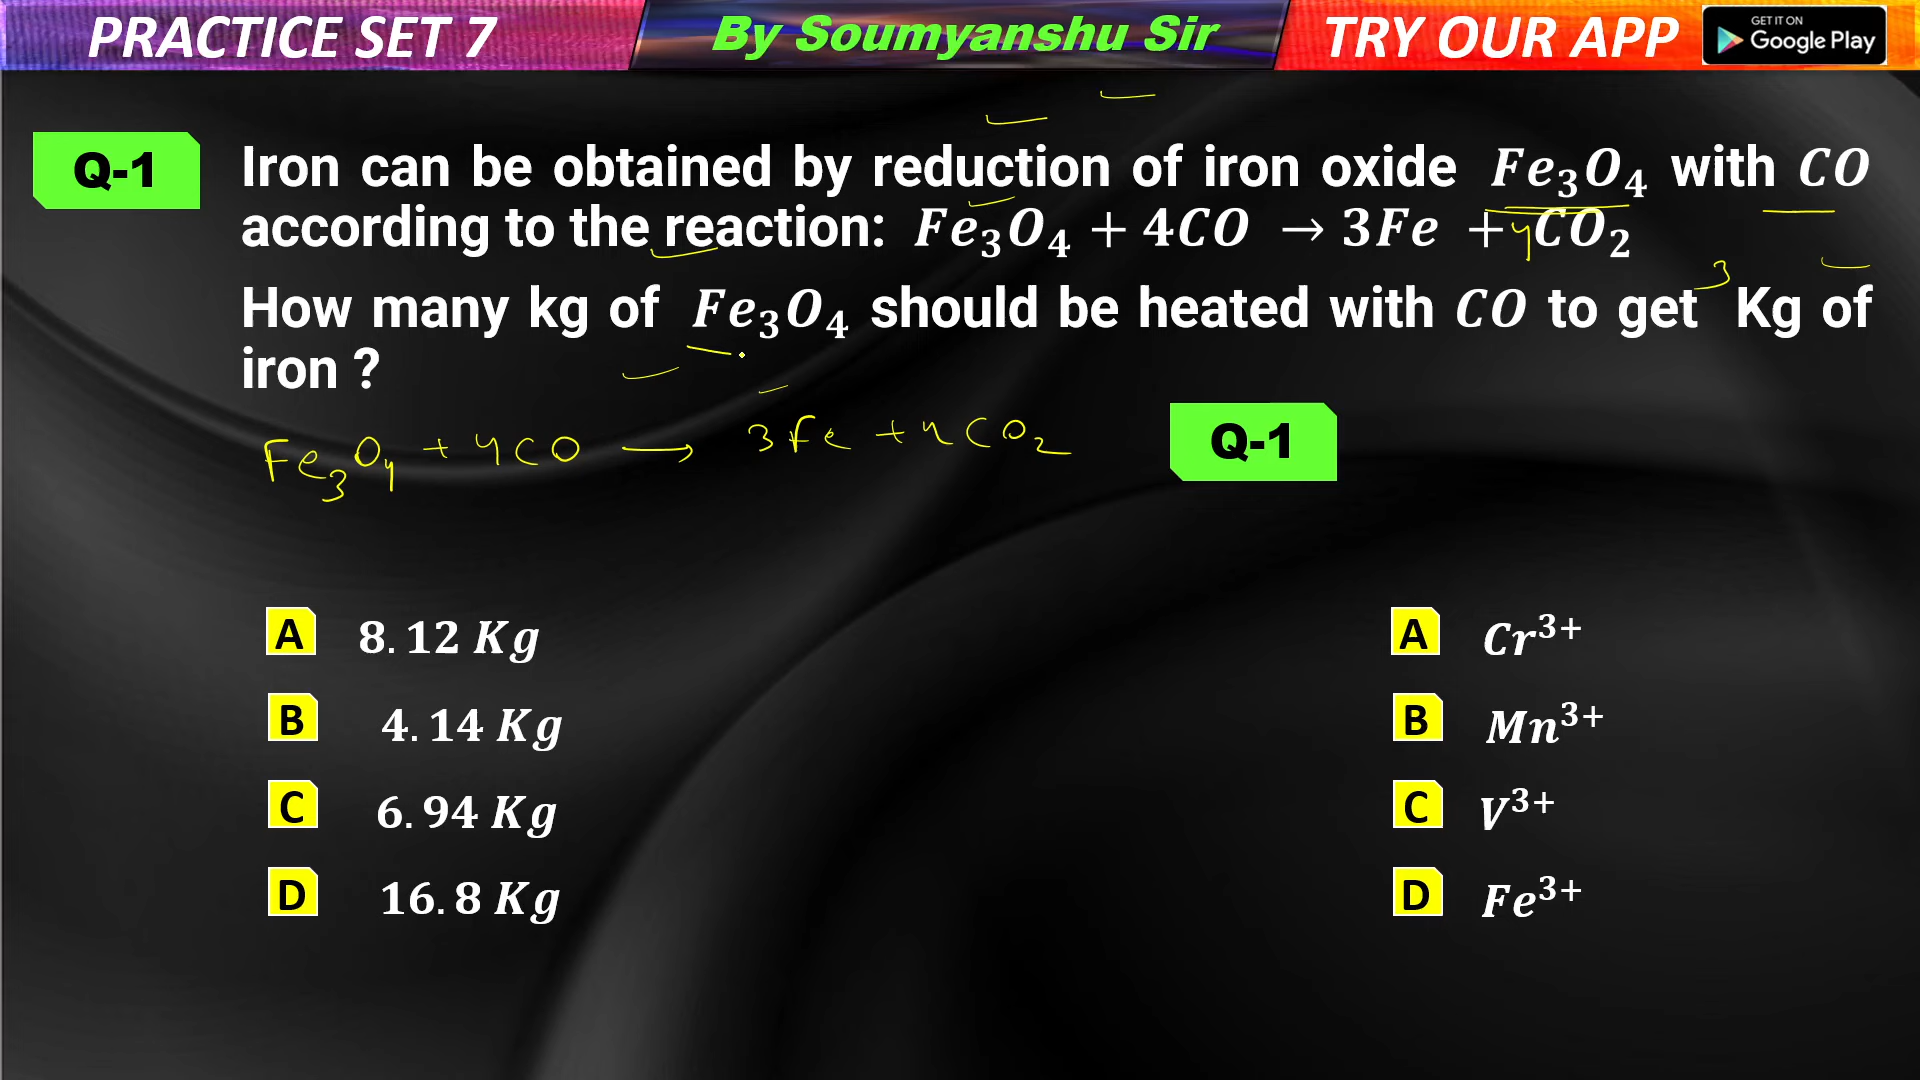 PRACTICE SET 7
By Soumyanshu Sir
TRY OUR APP
GET IT ON
Google Play
Q-1
Iron can be obtained by reduction of iron oxide Fe₃O₄ with CO
according to the reaction: Fe₃O₄ + 4CO → 3Fe + 4CO₂
How many kg of Fe₃O₄ should be heated with CO to get 3 Kg of
iron ?
Fe₃O₄ + 4CO → 3Fe + 4CO₂
Q-1
A 8.12 Kg
B 4.14 Kg
C 6.94 Kg
D 16.8 Kg
A Cr³⁺
B Mn³⁺
C V³⁺
D Fe³⁺